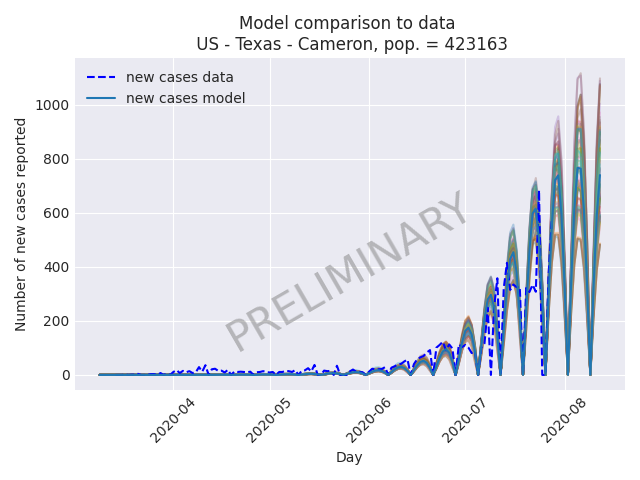 Model comparison to data
US - Texas - Cameron, pop. = 423163
new cases data
new cases model
Number of new cases reported
1000
800
600
400
200
0
PRELIMINARY
2020-04
2020-05
2020-06
2020-07
2020-08
Day